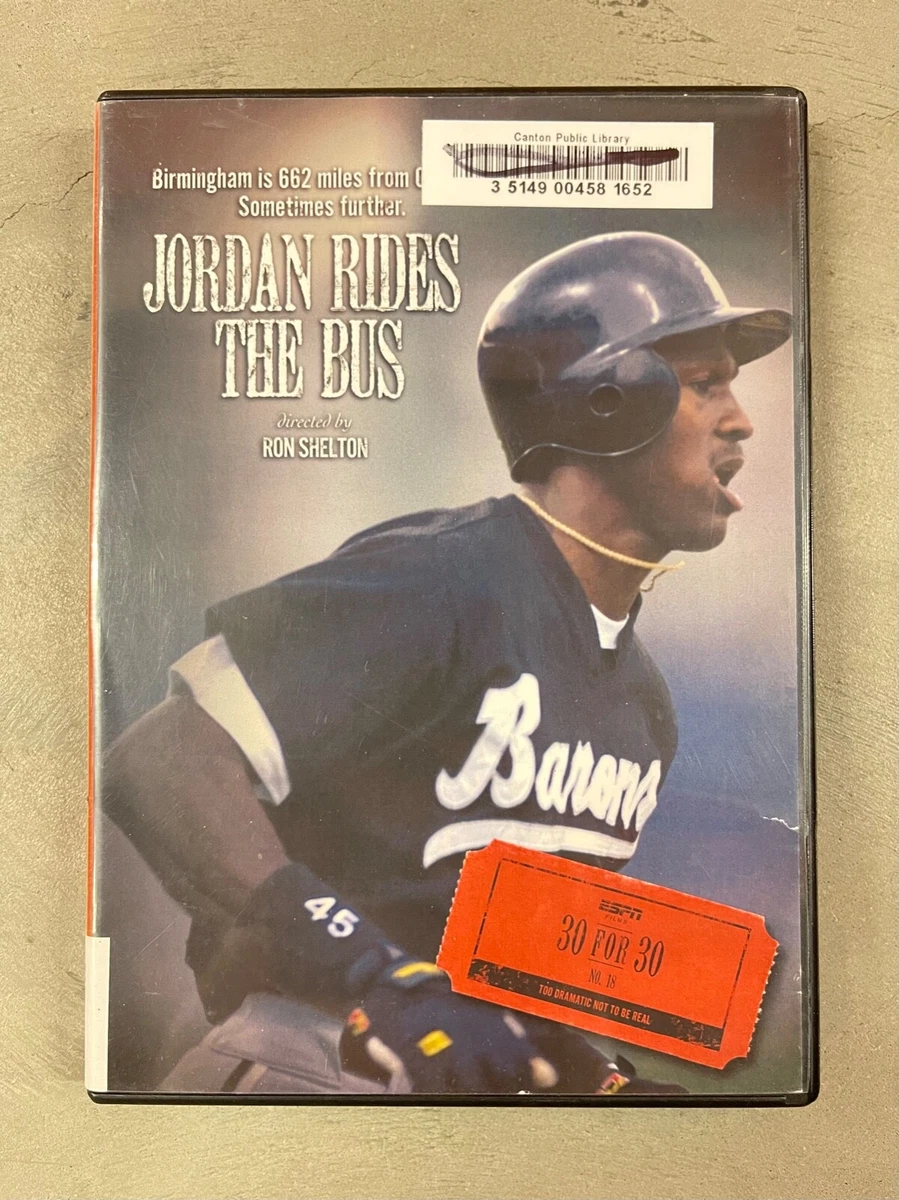 Canton Public Library
3 5149 00458 1652
Birmingham is 662 miles from
Sometimes further.
JORDAN RIDES
THE BUS
directed by
RON SHELTON
Barons
45
ESPN
FILMS
30 FOR 30
NO. 18
TOO DRAMATIC NOT TO BE REAL